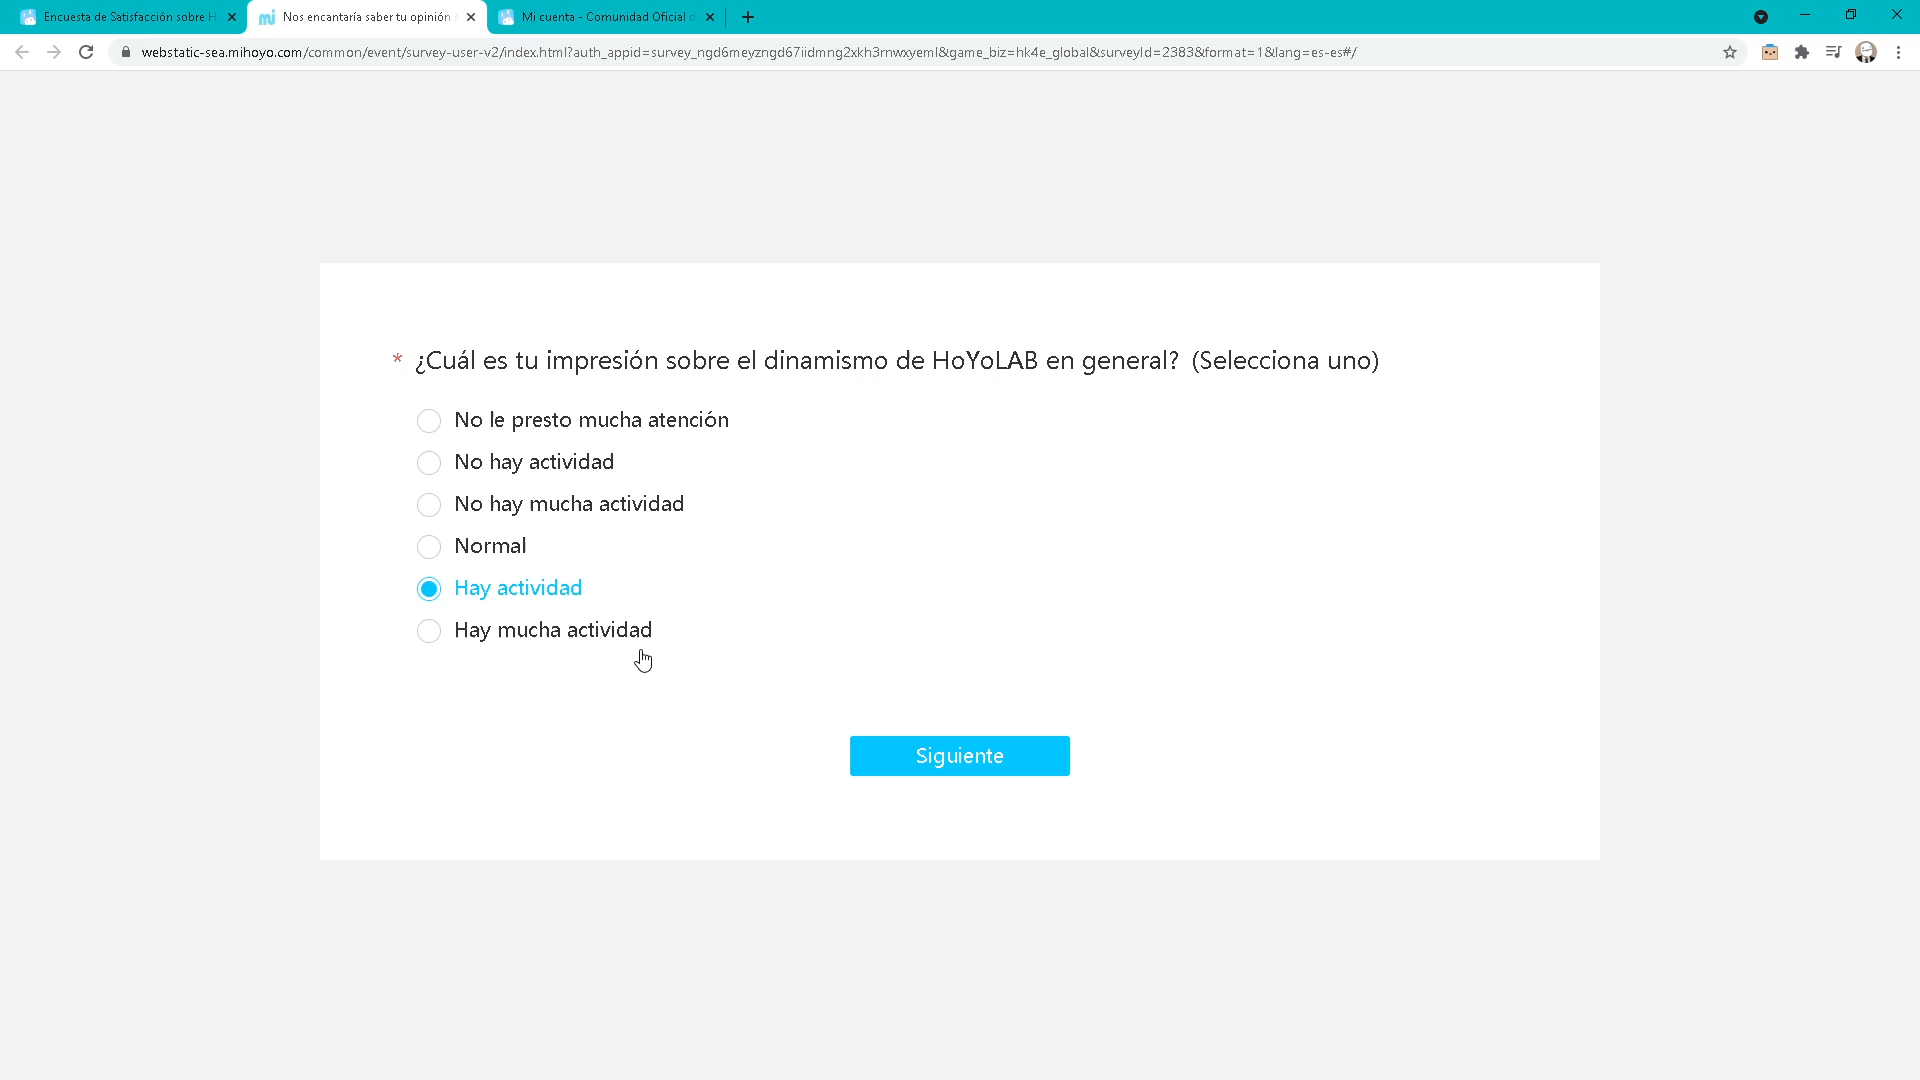 Encuesta de Satisfacción sobre H
Nos encantaría saber tu opinión s
Mi cuenta - Comunidad Oficial d
webstatic-sea.mihoyo.com/common/event/survey-user-v2/index.html?auth_appid=survey_ngd6meyzngd67iidmng2xkh3rnwxyeml&game_biz=hk4e_global&surveyId=2383&format=1&lang=es-es#/
* ¿Cuál es tu impresión sobre el dinamismo de HoYoLAB en general? (Selecciona uno)
No le presto mucha atención
No hay actividad
No hay mucha actividad
Normal
Hay actividad
Hay mucha actividad
Siguiente